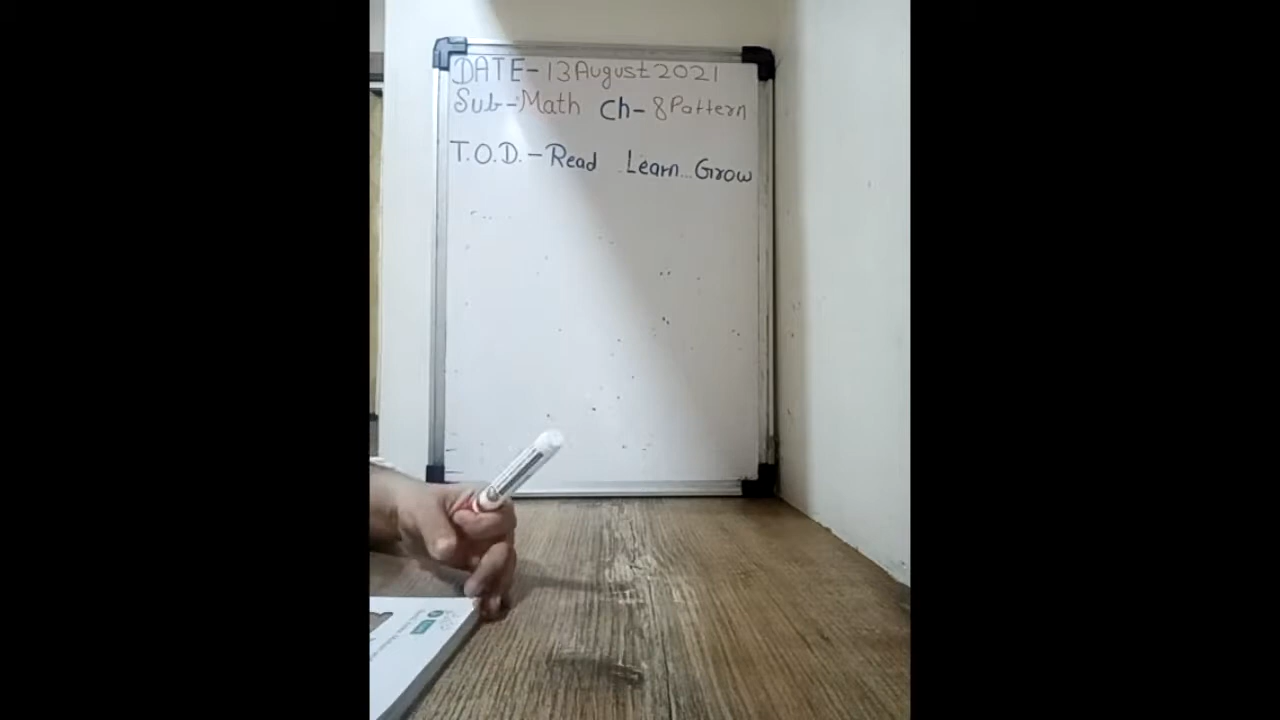 DATE-13 August 2021
Sub-Math Ch-8 Pattern
T.O.D.-Read Learn...Grow